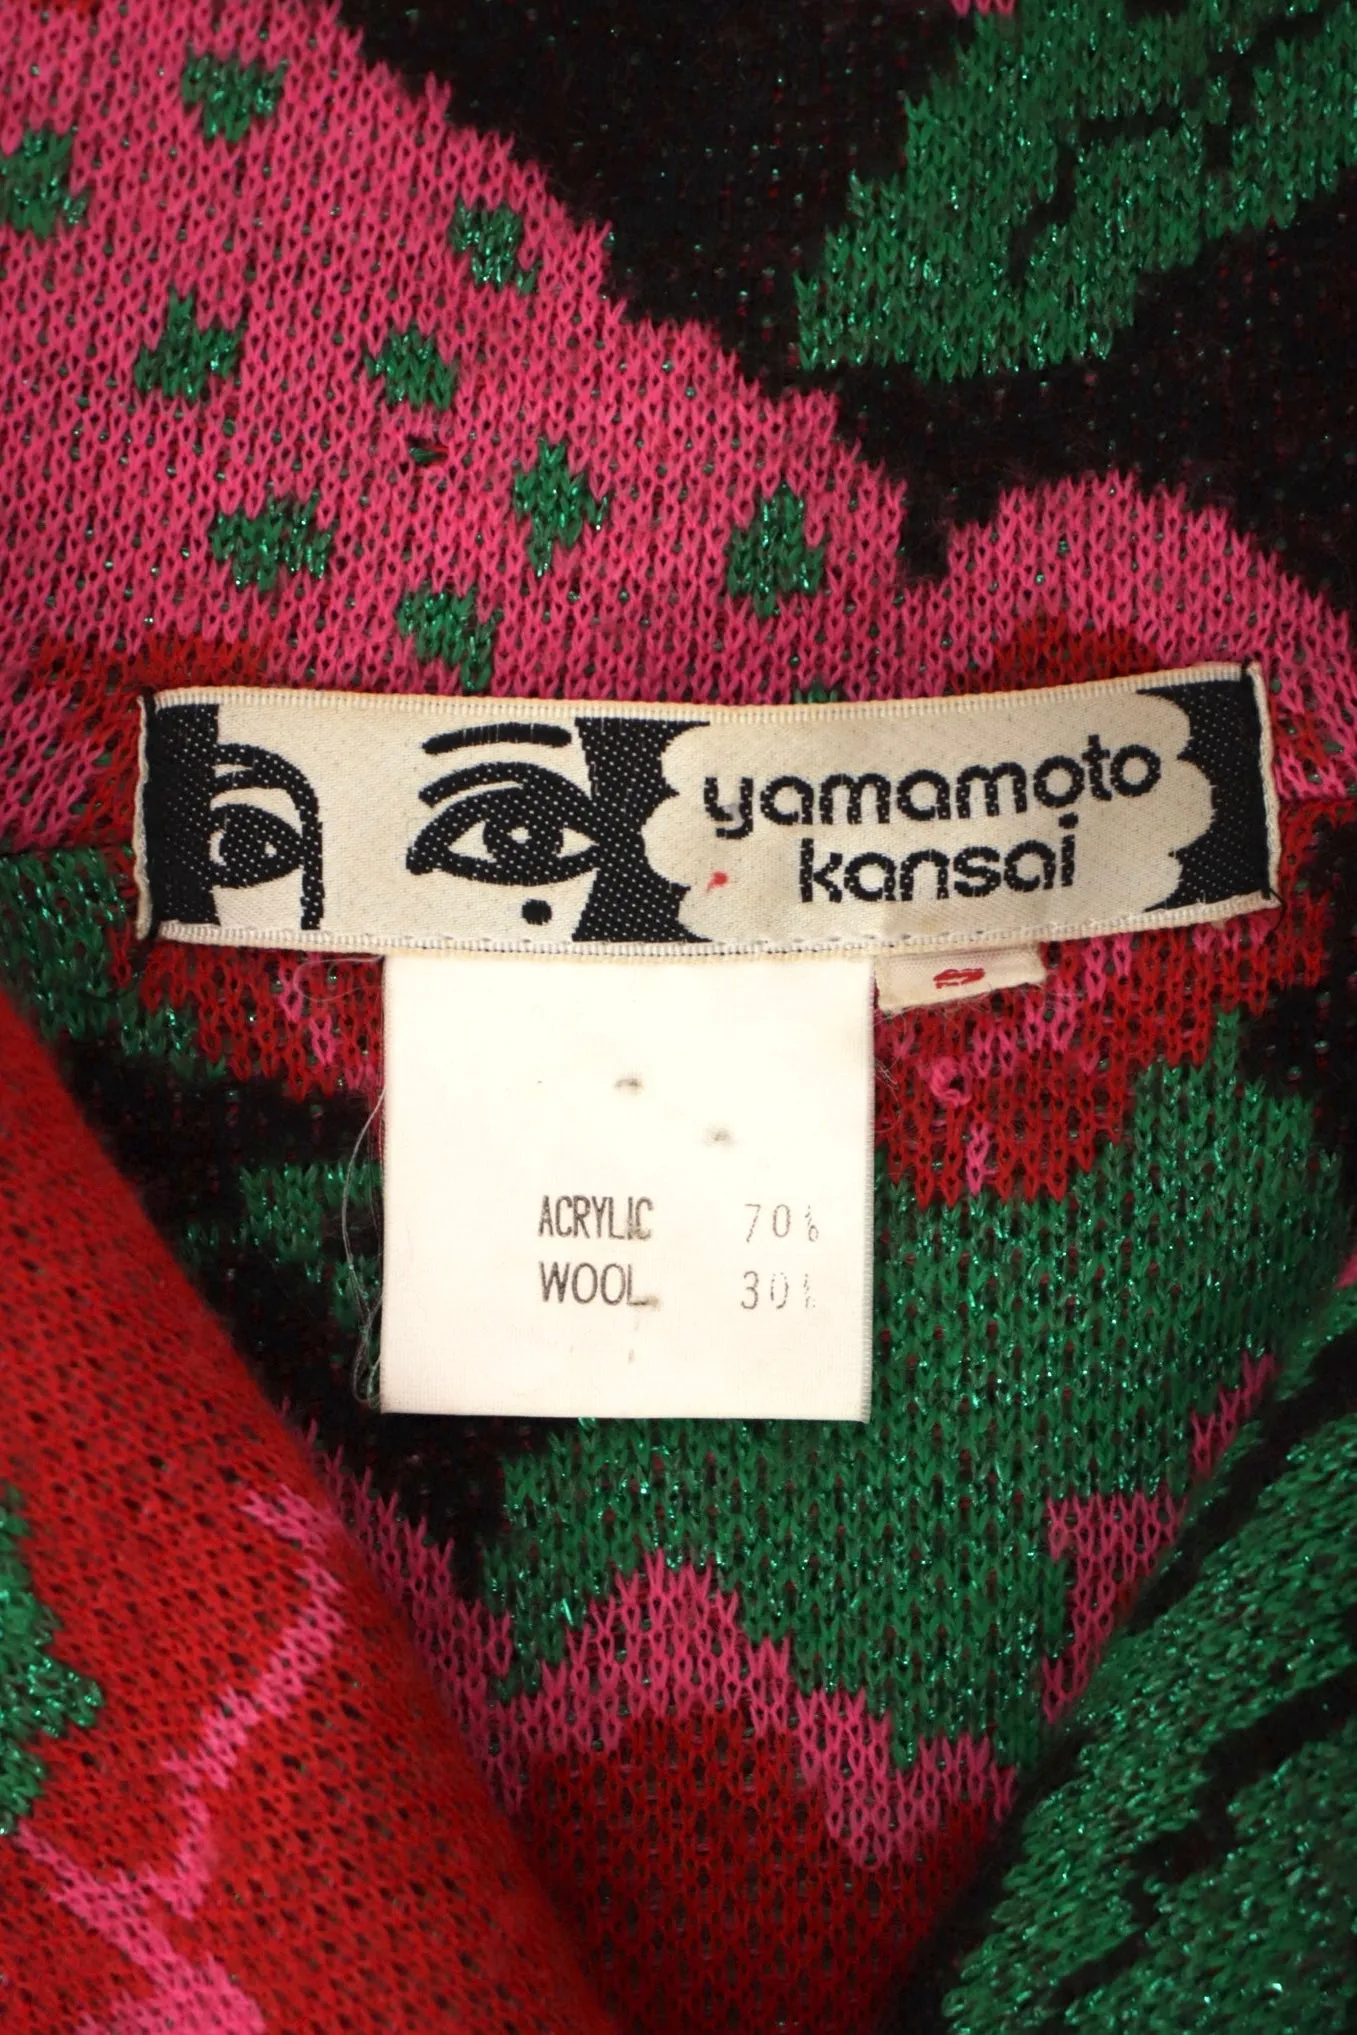 yamamoto
kansai
ACRYLIC 70%
WOOL 30%